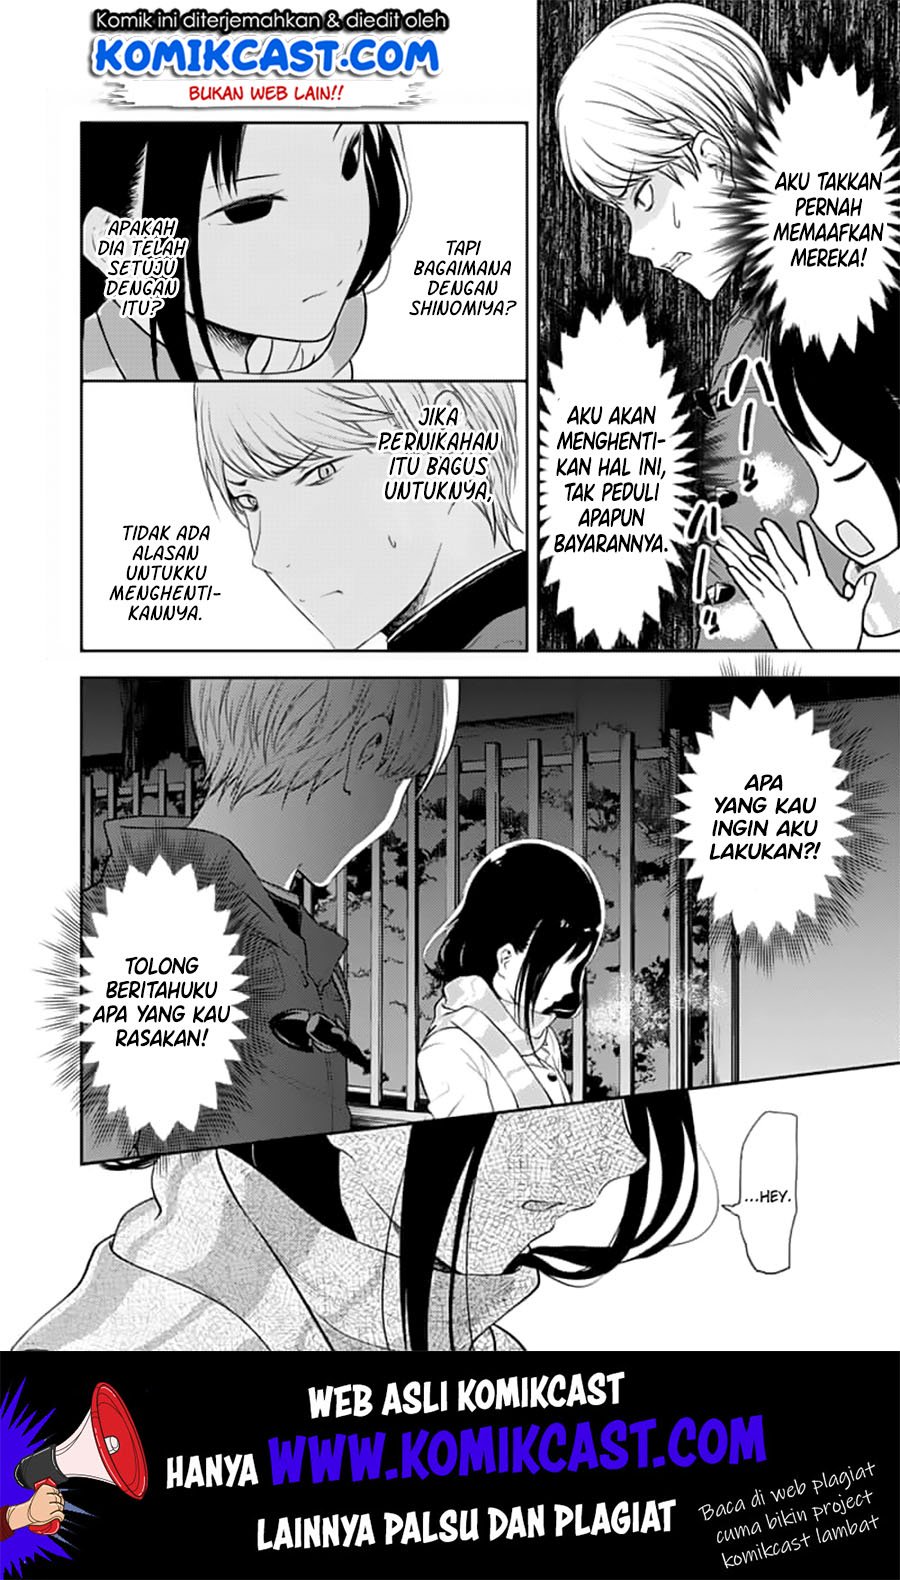 Komik ini diterjemahkan & diedit oleh
KOMIKCAST.COM
BUKAN WEB LAIN!!
AKU TAKKAN
PERNAH
MEMAAFKAN
MEREKA!
AKU AKAN
MENGHENTI-
KAN HAL INI,
TAK PEDULI
APAPUN
BAYARANNYA.
TAPI
BAGAIMANA
DENGAN
SHINOMIYA?
APAKAH
DIA TELAH
SETUJU
DENGAN
ITU?
JIKA
PERNIKAHAN
ITU BAGUS
UNTUKNYA,
TIDAK ADA
ALASAN
UNTUKKU
MENGHENTI-
KANNYA.
APA
YANG KAU
INGIN AKU
LAKUKAN?!
TOLONG
BERITAHUKU
APA YANG KAU
RASAKAN!
...HEY.
WEB ASLI KOMIKCAST
HANYA WWW.KOMIKCAST.COM
LAINNYA PALSU DAN PLAGIAT
Baca di web plagiat
cuma bikin project
komikcast lambat